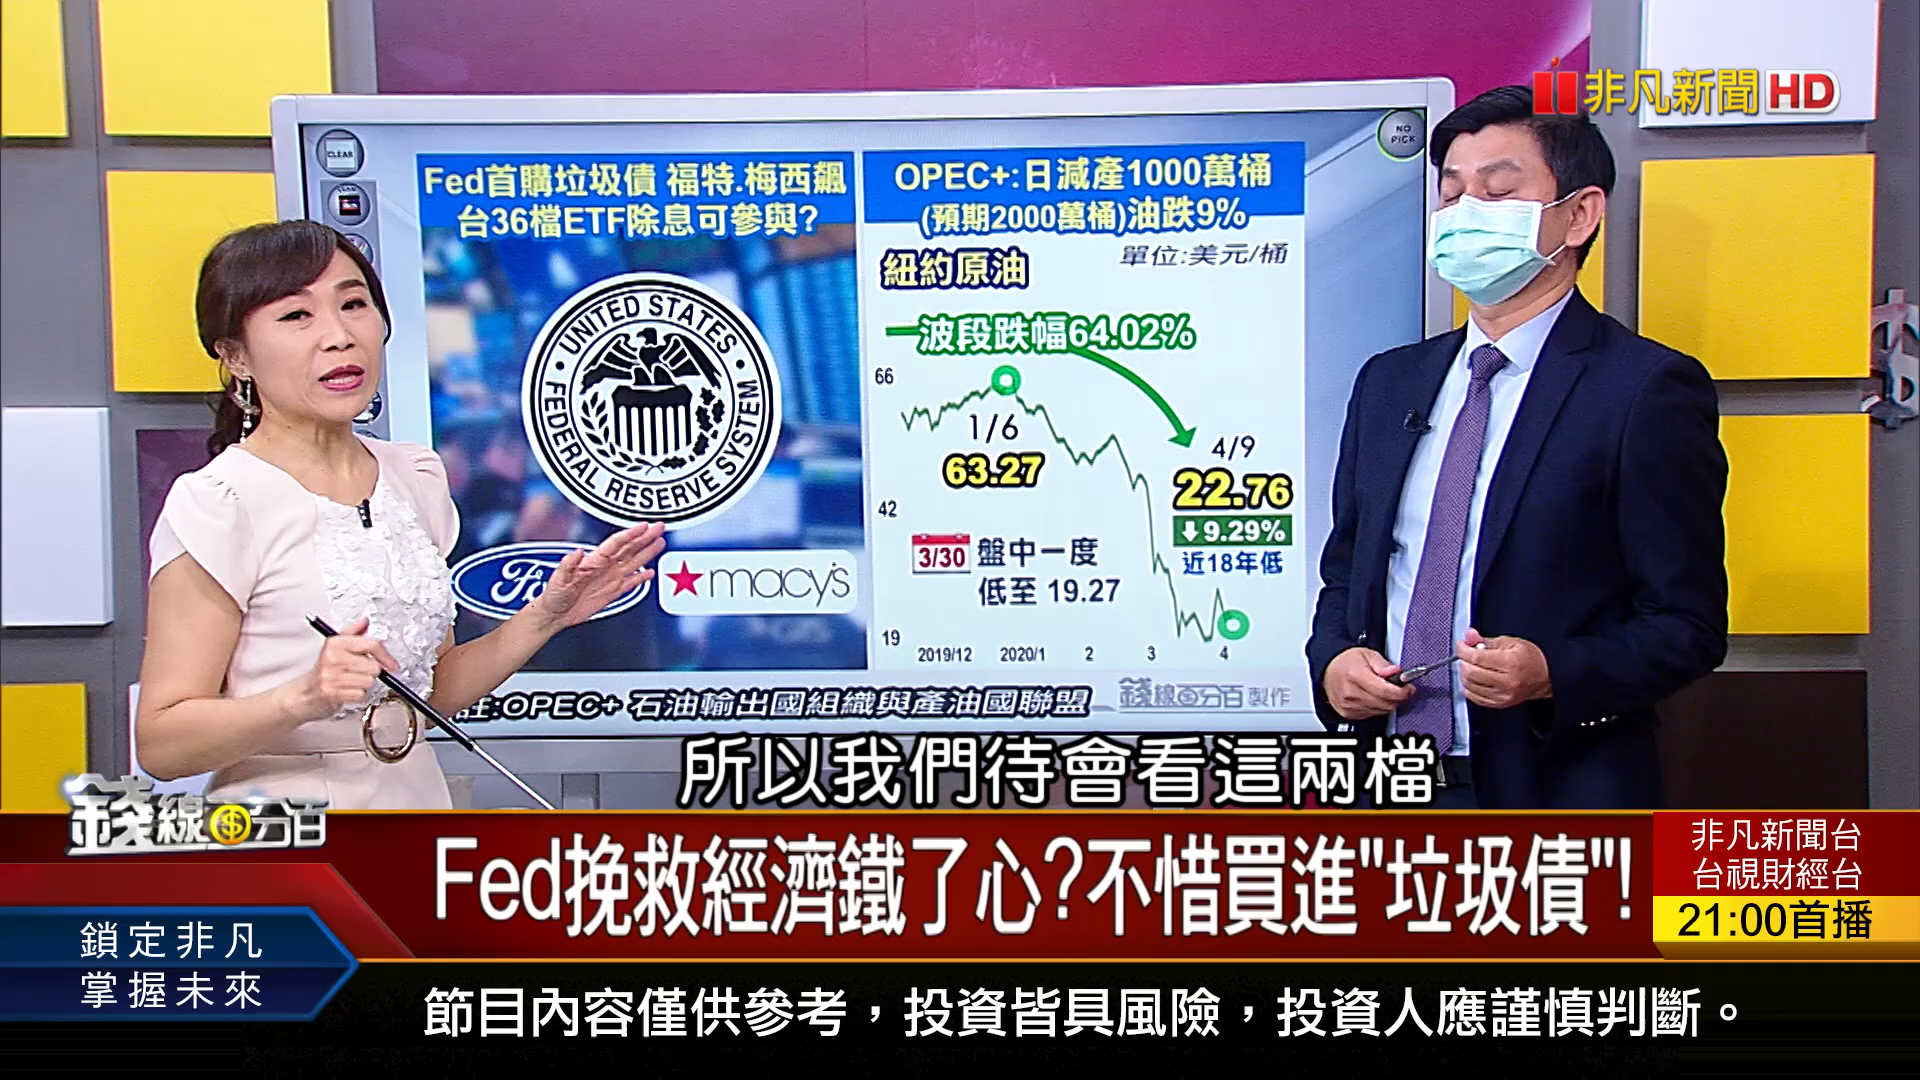 非凡新聞HD
NO
PICK
CLEAR
Fed首購垃圾債 福特.梅西飆
台36檔ETF除息可參與?
UNITED STATES
FEDERAL RESERVE SYSTEM
Ford
macy's
OPEC+:日減產1000萬桶
(預期2000萬桶)油跌9%
單位:美元/桶
紐約原油
波段跌幅64.02%
66
42
19
1/6
63.27
4/9
22.76
9.29%
近18年低
3/30 盤中一度
低至 19.27
2019/12 2020/1 2 3 4
註:OPEC+ 石油輸出國組織與產油國聯盟
錢線百分百 製作
所以我們待會看這兩檔
錢線百分百
Fed挽救經濟鐵了心?不惜買進"垃圾債"!
非凡新聞台
台視財經台
21:00首播
鎖定非凡
掌握未來
節目內容僅供參考，投資皆具風險，投資人應謹慎判斷。